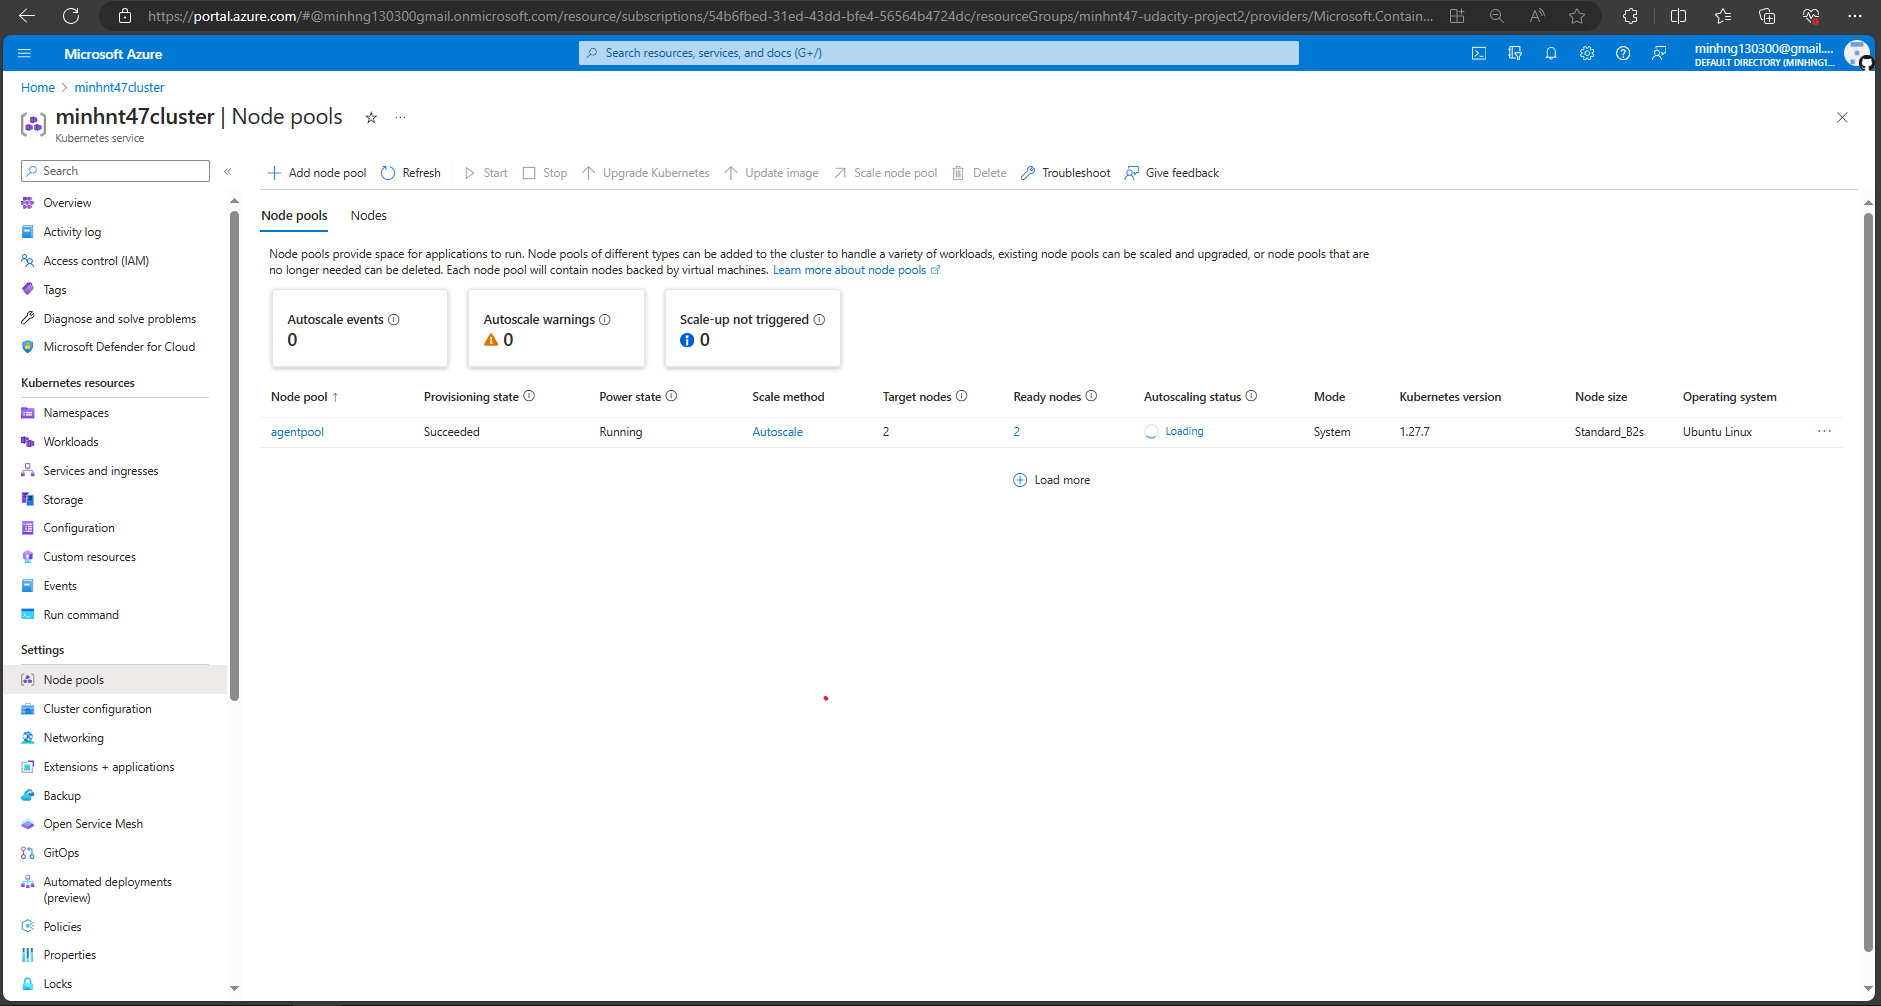 https://portal.azure.com/#@minhng130300gmail.onmicrosoft.com/resource/subscriptions/54b6fbed-31ed-43dd-bfe4-56564b4724dc/resourceGroups/minhnt47-udacity-project2/providers/Microsoft.Contain...
Microsoft Azure
Search resources, services, and docs (G+/)
minhng130300@gmail....
DEFAULT DIRECTORY (MINHNG1...
Home > minhnt47cluster
minhnt47cluster | Node pools
Kubernetes service
Search
Add node pool Refresh Start Stop Upgrade Kubernetes Update image Scale node pool Delete Troubleshoot Give feedback
Overview
Activity log
Access control (IAM)
Tags
Diagnose and solve problems
Microsoft Defender for Cloud
Kubernetes resources
Namespaces
Workloads
Services and ingresses
Storage
Configuration
Custom resources
Events
Run command
Settings
Node pools
Cluster configuration
Networking
Extensions + applications
Backup
Open Service Mesh
GitOps
Automated deployments
(preview)
Policies
Properties
Locks
Node pools Nodes
Node pools provide space for applications to run. Node pools of different types can be added to the cluster to handle a variety of workloads, existing node pools can be scaled and upgraded, or node pools that are
no longer needed can be deleted. Each node pool will contain nodes backed by virtual machines. Learn more about node pools
Autoscale events
0
Autoscale warnings
0
Scale-up not triggered
0
Node pool ↑ Provisioning state Power state Scale method Target nodes Ready nodes Autoscaling status Mode Kubernetes version Node size Operating system
agentpool Succeeded Running Autoscale 2 2 Loading System 1.27.7 Standard_B2s Ubuntu Linux
Load more